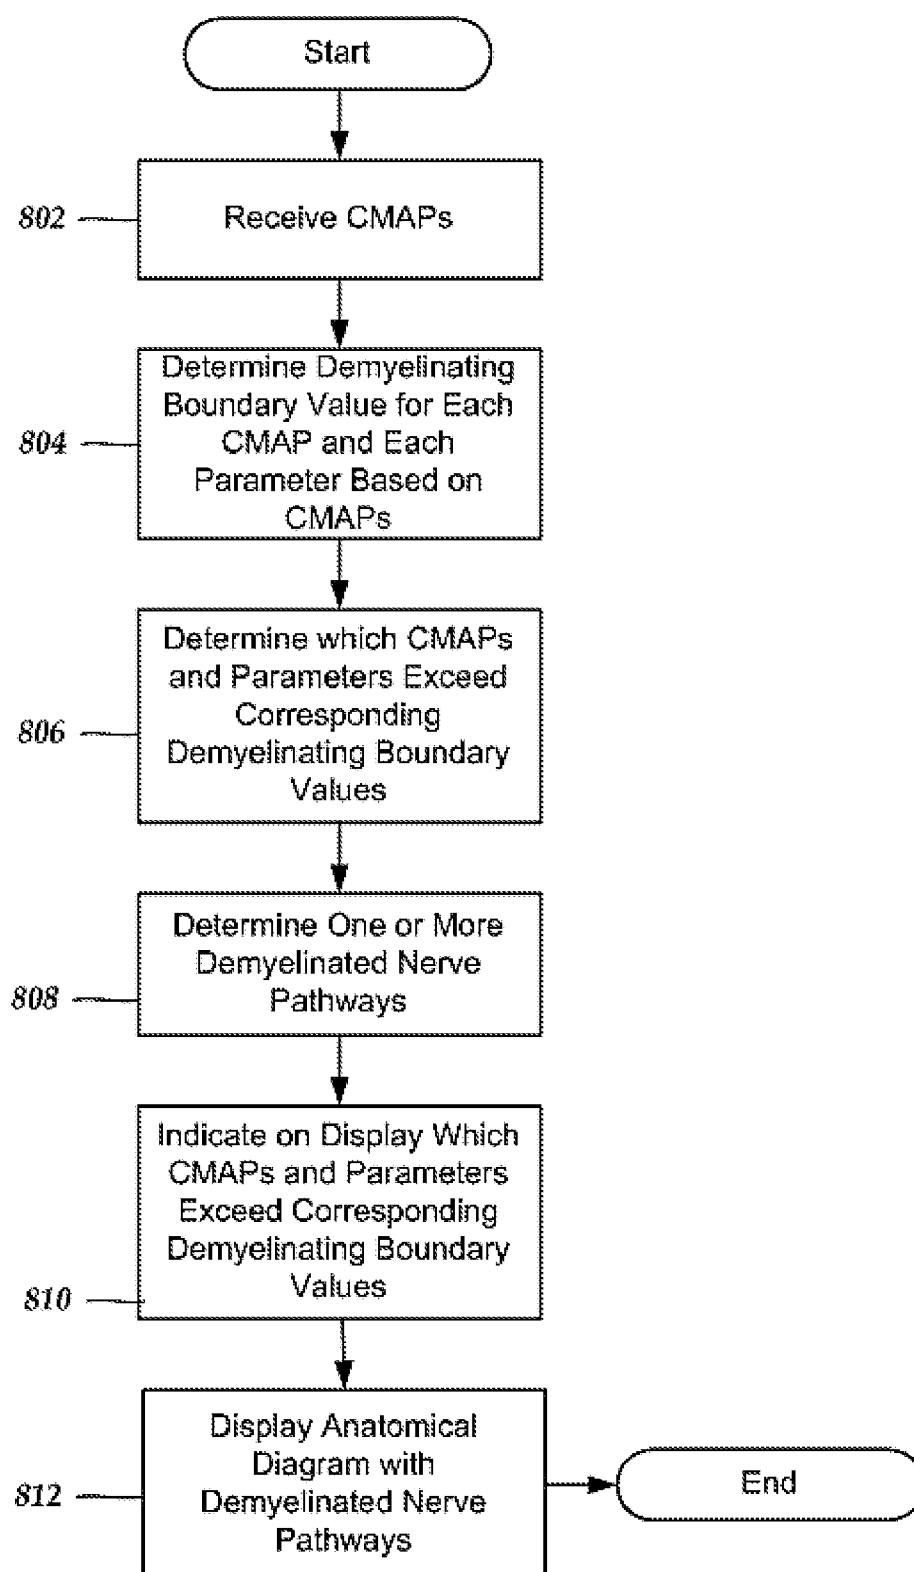 Start
802
Receive CMAPs
804
Determine Demyelinating
Boundary Value for Each
CMAP and Each
Parameter Based on
CMAPs
806
Determine which CMAPs
and Parameters Exceed
Corresponding
Demyelinating Boundary
Values
808
Determine One or More
Demyelinated Nerve
Pathways
810
Indicate on Display Which
CMAPs and Parameters
Exceed Corresponding
Demyelinating Boundary
Values
812
Display Anatomical
Diagram with
Demyelinated Nerve
Pathways
End